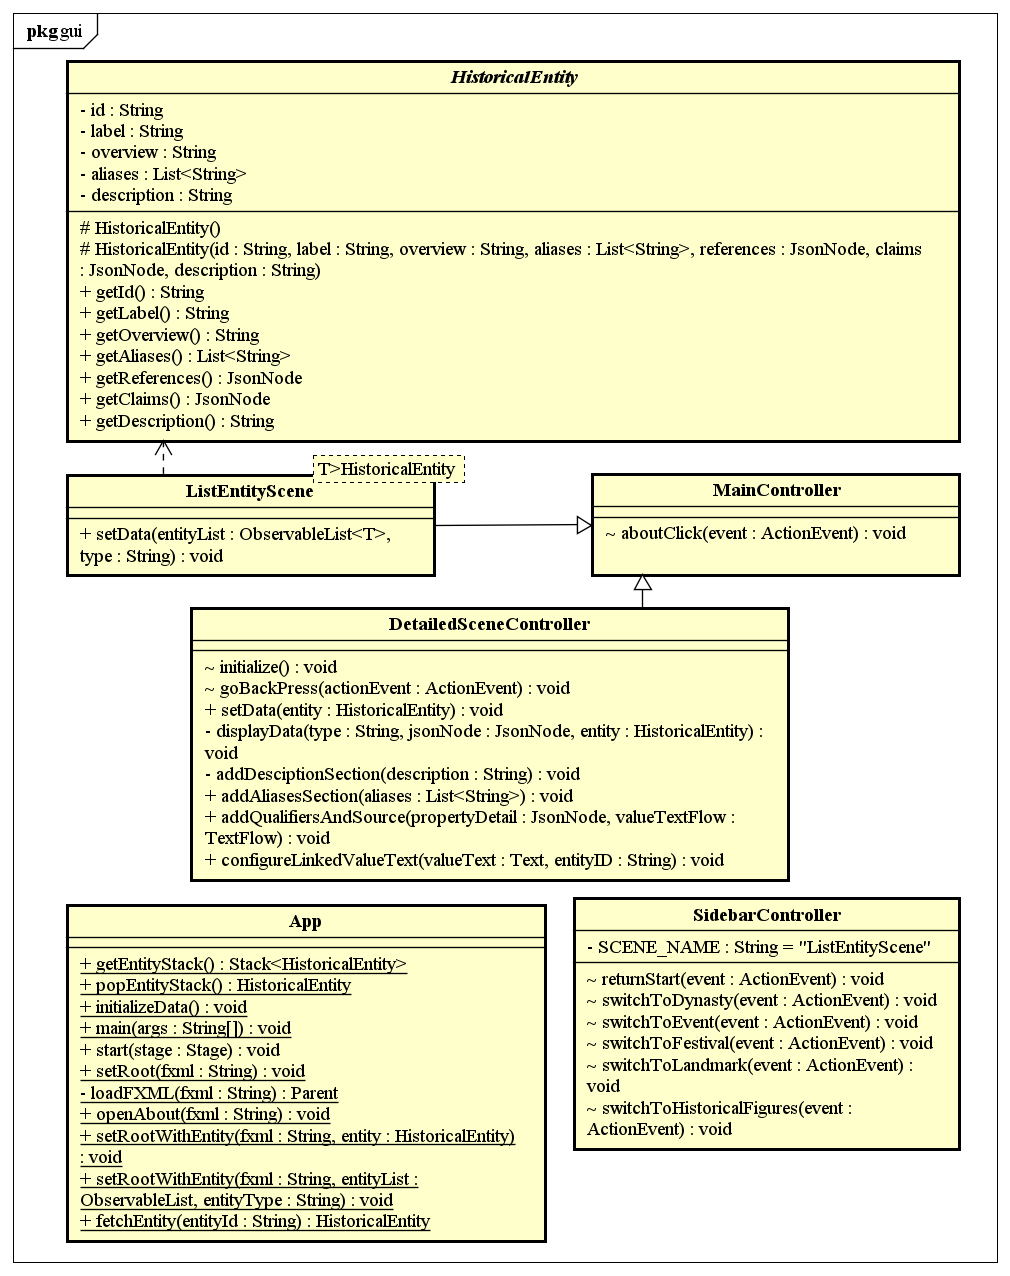 pkg gui
HistoricalEntity
- id : String
- label : String
- overview : String
- aliases : List<String>
- description : String
# HistoricalEntity()
# HistoricalEntity(id : String, label : String, overview : String, aliases : List<String>, references : JsonNode, claims
: JsonNode, description : String)
+ getId() : String
+ getLabel() : String
+ getOverview() : String
+ getAliases() : List<String>
+ getReferences() : JsonNode
+ getClaims() : JsonNode
+ getDescription() : String
T>HistoricalEntity
ListEntityScene
+ setData(entityList : ObservableList<T>,
type : String) : void
MainController
~ aboutClick(event : ActionEvent) : void
DetailedSceneController
~ initialize() : void
~ goBackPress(actionEvent : ActionEvent) : void
+ setData(entity : HistoricalEntity) : void
- displayData(type : String, jsonNode : JsonNode, entity : HistoricalEntity) :
void
- addDesciptionSection(description : String) : void
+ addAliasesSection(aliases : List<String>) : void
+ addQualifiersAndSource(propertyDetail : JsonNode, valueTextFlow :
TextFlow) : void
+ configureLinkedValueText(valueText : Text, entityID : String) : void
App
+ getEntityStack() : Stack<HistoricalEntity>
+ popEntityStack() : HistoricalEntity
+ initializeData() : void
+ main(args : String[]) : void
+ start(stage : Stage) : void
+ setRoot(fxml : String) : void
- loadFXML(fxml : String) : Parent
+ openAbout(fxml : String) : void
+ setRootWithEntity(fxml : String, entity : HistoricalEntity)
: void
+ setRootWithEntity(fxml : String, entityList :
ObservableList, entityType : String) : void
+ fetchEntity(entityId : String) : HistoricalEntity
SidebarController
- SCENE_NAME : String = "ListEntityScene"
~ returnStart(event : ActionEvent) : void
~ switchToDynasty(event : ActionEvent) : void
~ switchToEvent(event : ActionEvent) : void
~ switchToFestival(event : ActionEvent) : void
~ switchToLandmark(event : ActionEvent) :
void
~ switchToHistoricalFigures(event :
ActionEvent) : void